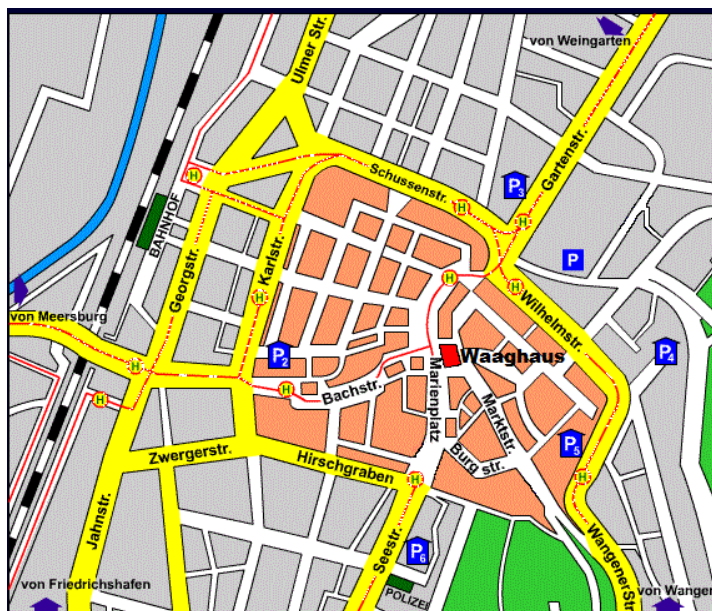 von Weingarten
Ulmer Str.
Gartenstr.
Schussenstr.
P3
H
H
H
BAHNHOF
Karlstr.
Georgstr.
P
H
H
Wilhelmstr.
H
von Meersburg
P2
Waaghaus
P4
H
H
Bachstr.
Marienplatz
H
Marktstr.
Zwergerstr.
Hirschgraben
Burg str.
P5
H
H
Jahnstr.
Seestr.
P6
Wangener S
von Friedrichshafen
POLIZEI
von Wangen